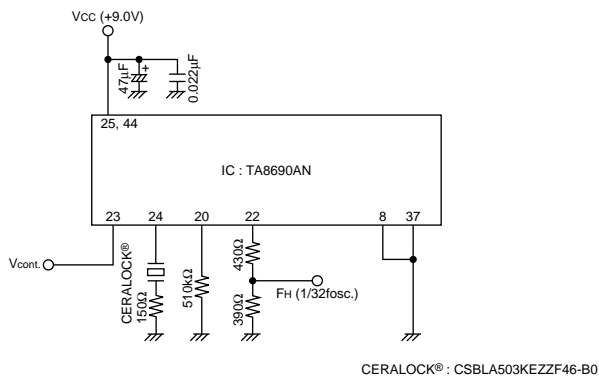 VCC (+9.0V)
47µF
+
0.022µF
25, 44
IC : TA8690AN
23
24
20
22
8
37
Vcont.
CERALOCK®
150Ω
510kΩ
430Ω
390Ω
FH (1/32fosc.)
CERALOCK® : CSBLA503KEZZF46-B0